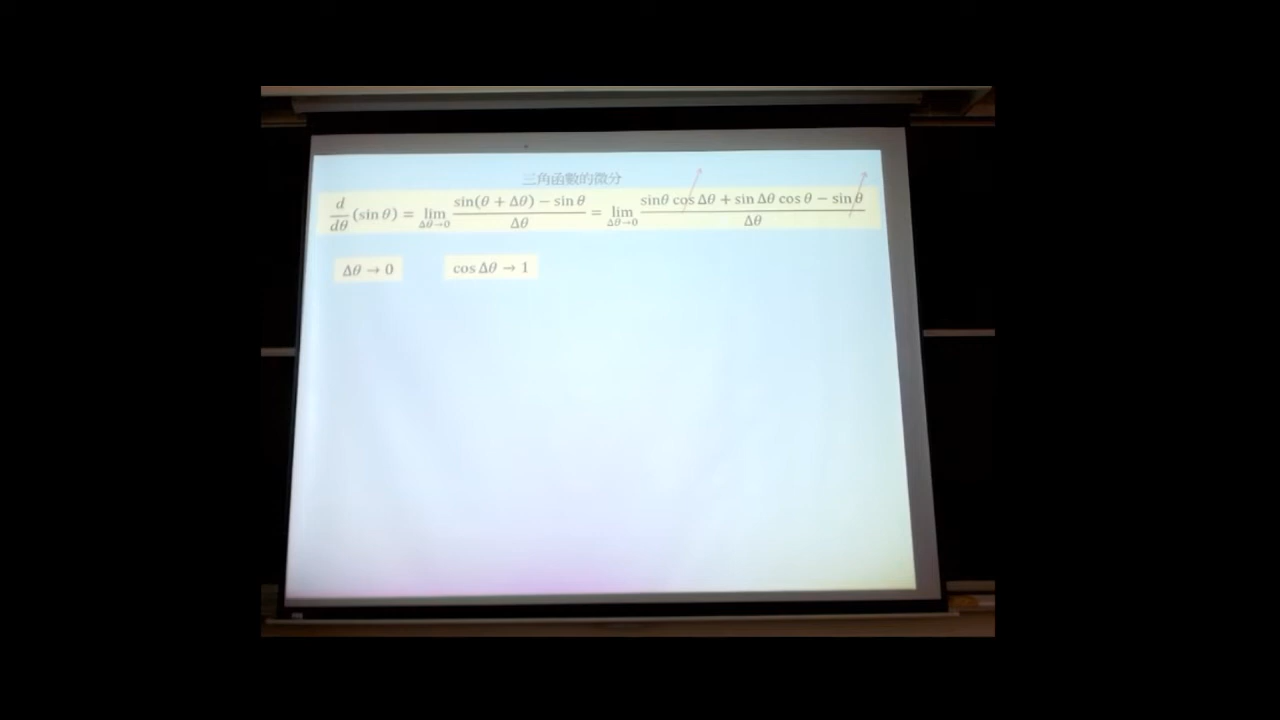 三角函數的微分
d/dθ (sin θ) = lim_{Δθ→0} (sin(θ + Δθ) − sin θ)/Δθ = lim_{Δθ→0} (sinθ cos Δθ + sin Δθ cos θ − sin θ)/Δθ
Δθ → 0 cos Δθ → 1